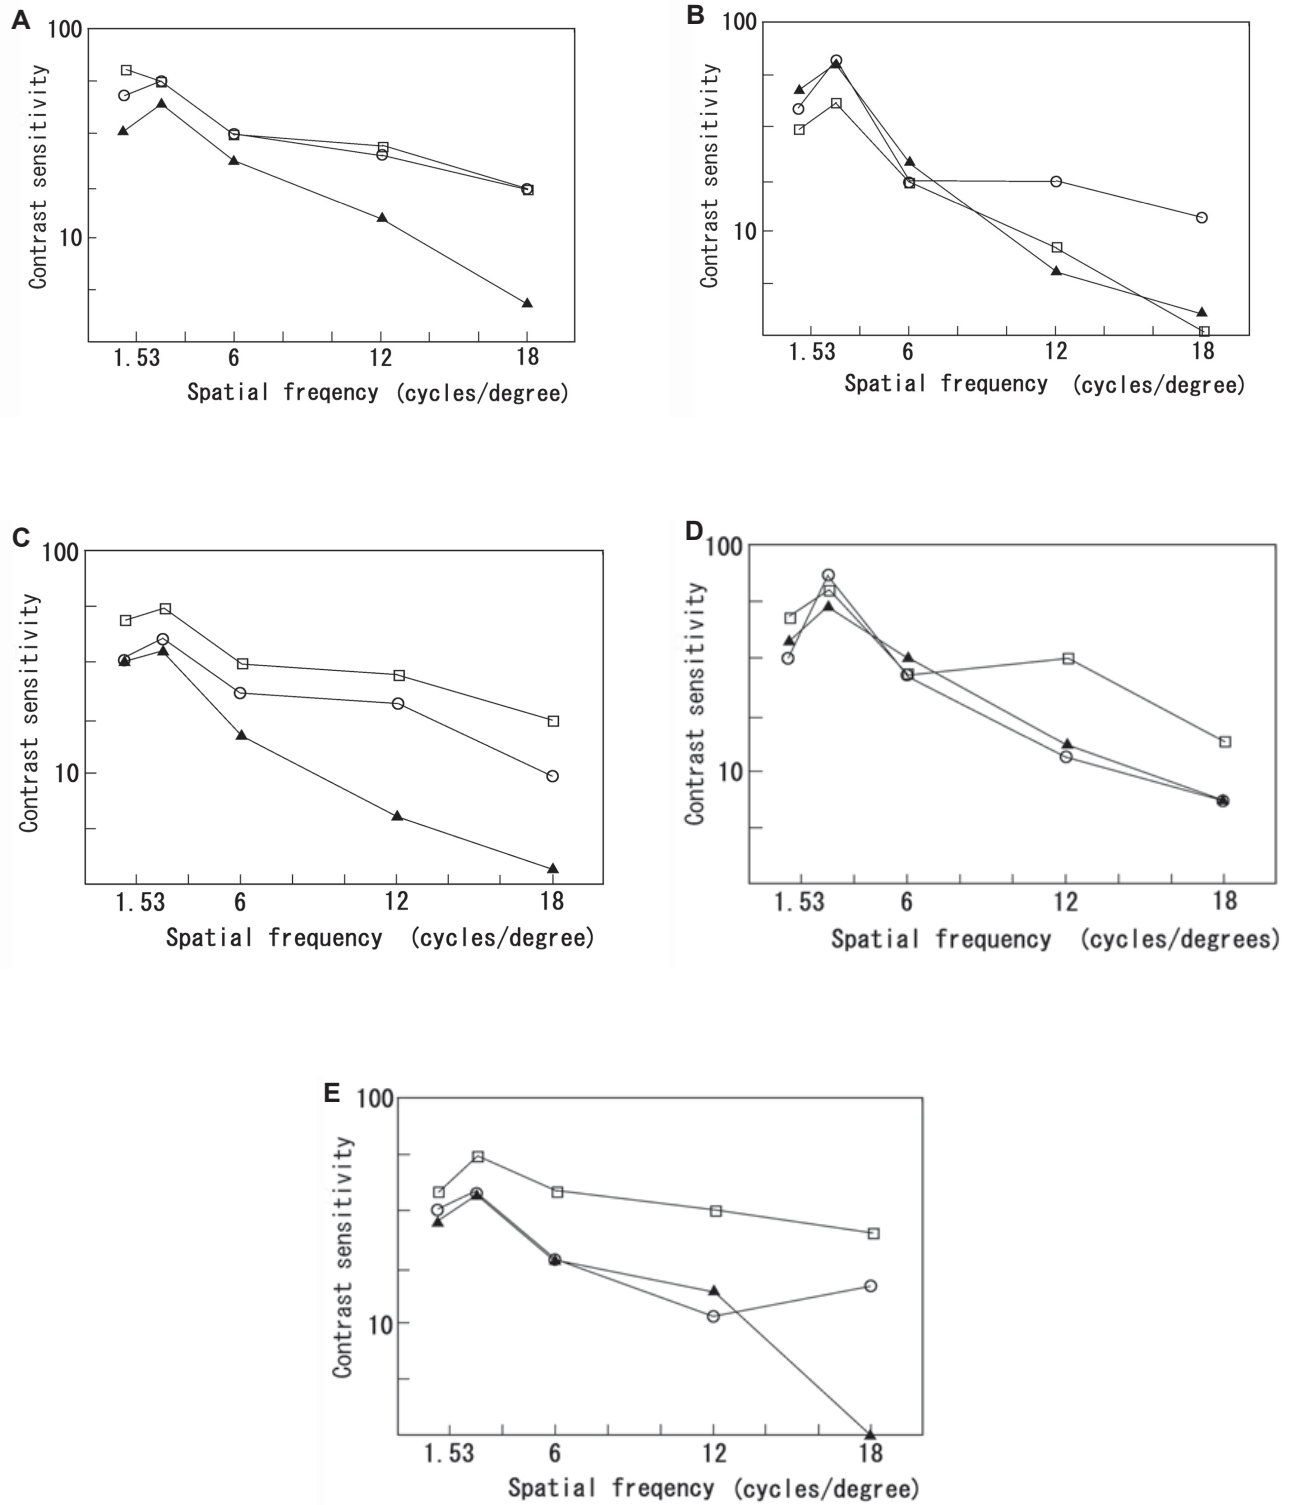 A
100
10
Contrast sensitivity
1.53 6 12 18
Spatial freqency (cycles/degree)
B
100
10
Contrast sensitivity
1.53 6 12 18
Spatial frequency (cycles/degree)
C
100
10
Contrast sensitivity
1.53 6 12 18
Spatial frequency (cycles/degree)
D
100
10
Contrast sensitivity
1.53 6 12 18
Spatial frequency (cycles/degrees)
E
100
10
Contrast sensitivity
1.53 6 12 18
Spatial freqency (cycles/degree)